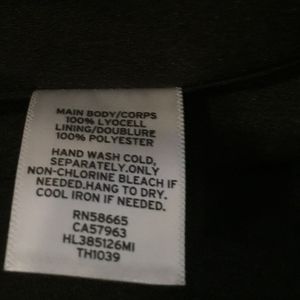 MAIN BODY/CORPS
100% LYOCELL
LINING/DOUBLURE
100% POLYESTER
HAND WASH COLD,
SEPARATELY.ONLY
NON-CHLORINE BLEACH IF
NEEDED.HANG TO DRY.
COOL IRON IF NEEDED.
RN58665
CA57963
HL385126MI
TH1039